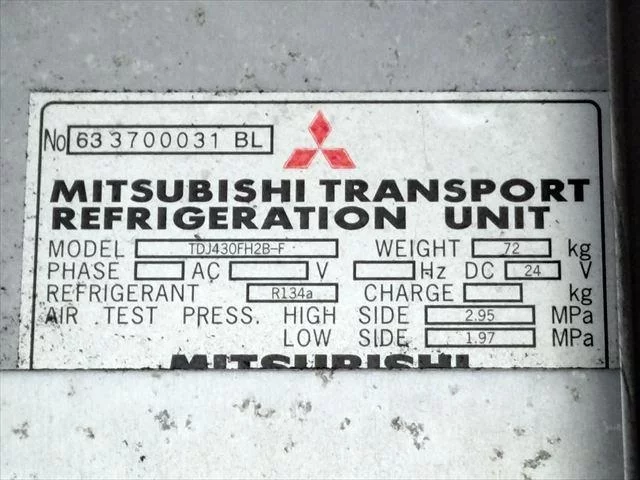 No 63 3700031 BL
MITSUBISHI TRANSPORT
REFRIGERATION UNIT
MODEL TDJ430FH2B-F WEIGHT 72 kg
PHASE AC V Hz DC 24 V
REFRIGERANT R134a CHARGE kg
AIR TEST PRESS. HIGH SIDE 2.95 MPa
LOW SIDE 1.97 MPa
MITSUBISHI